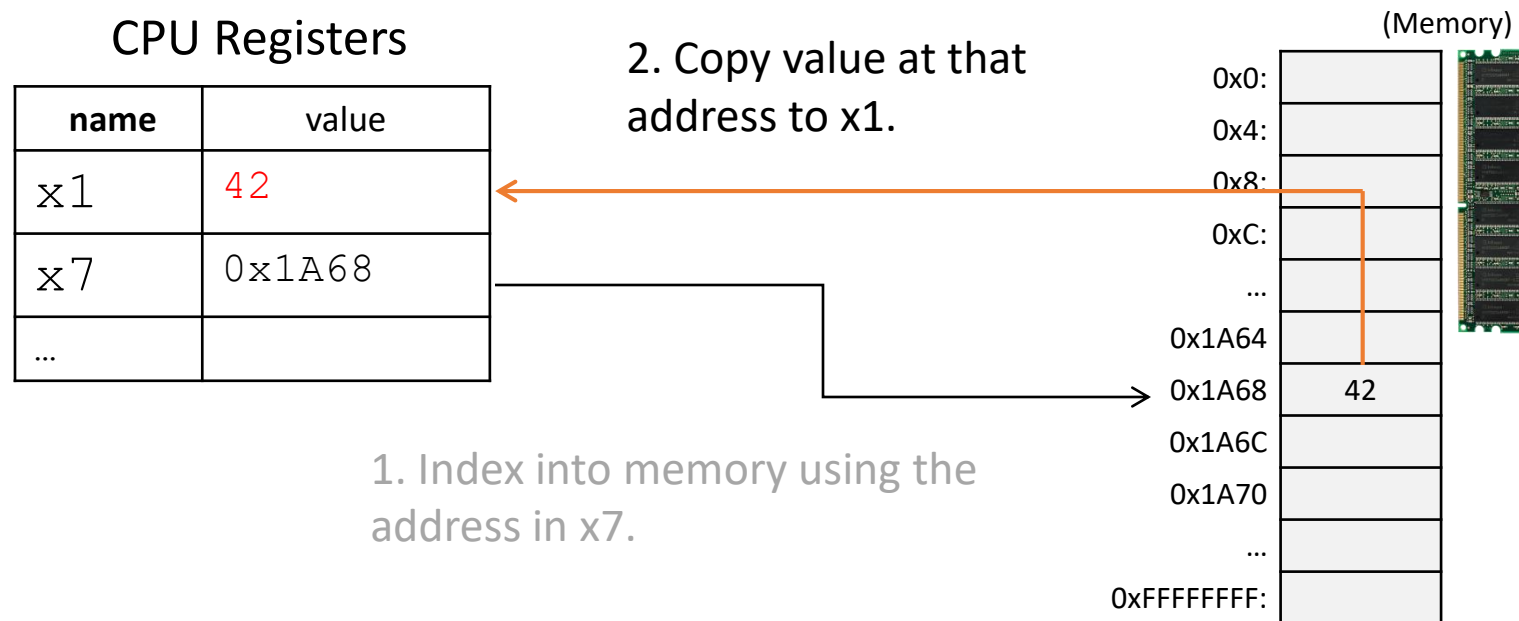 CPU Registers
name value
x1 42
x7 0x1A68
…
2. Copy value at that
address to x1.
1. Index into memory using the
address in x7.
(Memory)
0x0:
0x4:
0x8:
0xC:
…
0x1A64
0x1A68 42
0x1A6C
0x1A70
…
0xFFFFFFFF: